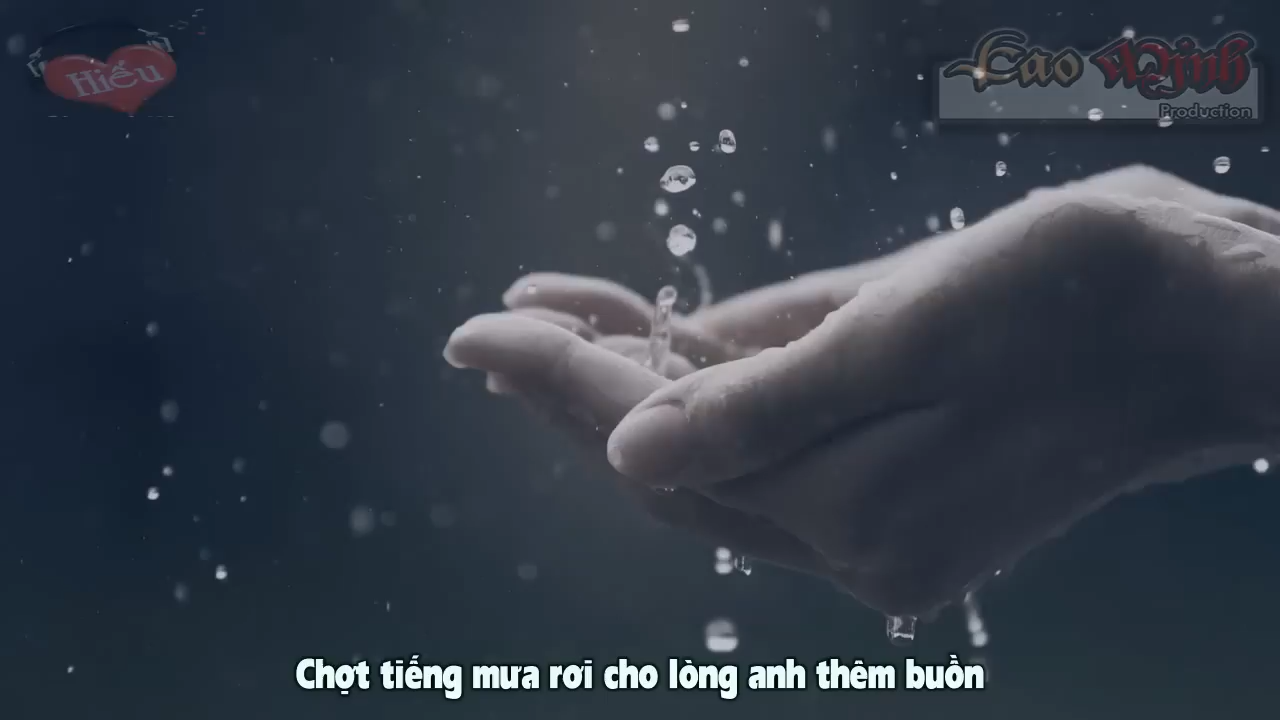 Hiếu
Cao Minh
Production
Chợt tiếng mưa rơi cho lòng anh thêm buồn